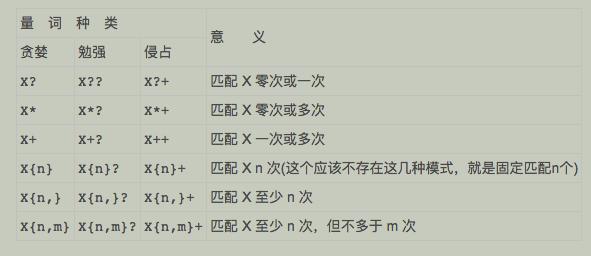 量 词 种 类 意 义
贪婪 勉强 侵占
X? X?? X?+ 匹配 X 零次或一次
X* X*? X*+ 匹配 X 零次或多次
X+ X+? X++ 匹配 X 一次或多次
X{n} X{n}? X{n}+ 匹配 X n 次(这个应该不存在这几种模式，就是固定匹配n个)
X{n,} X{n,}? X{n,}+ 匹配 X 至少 n 次
X{n,m} X{n,m}? X{n,m}+ 匹配 X 至少 n 次，但不多于 m 次